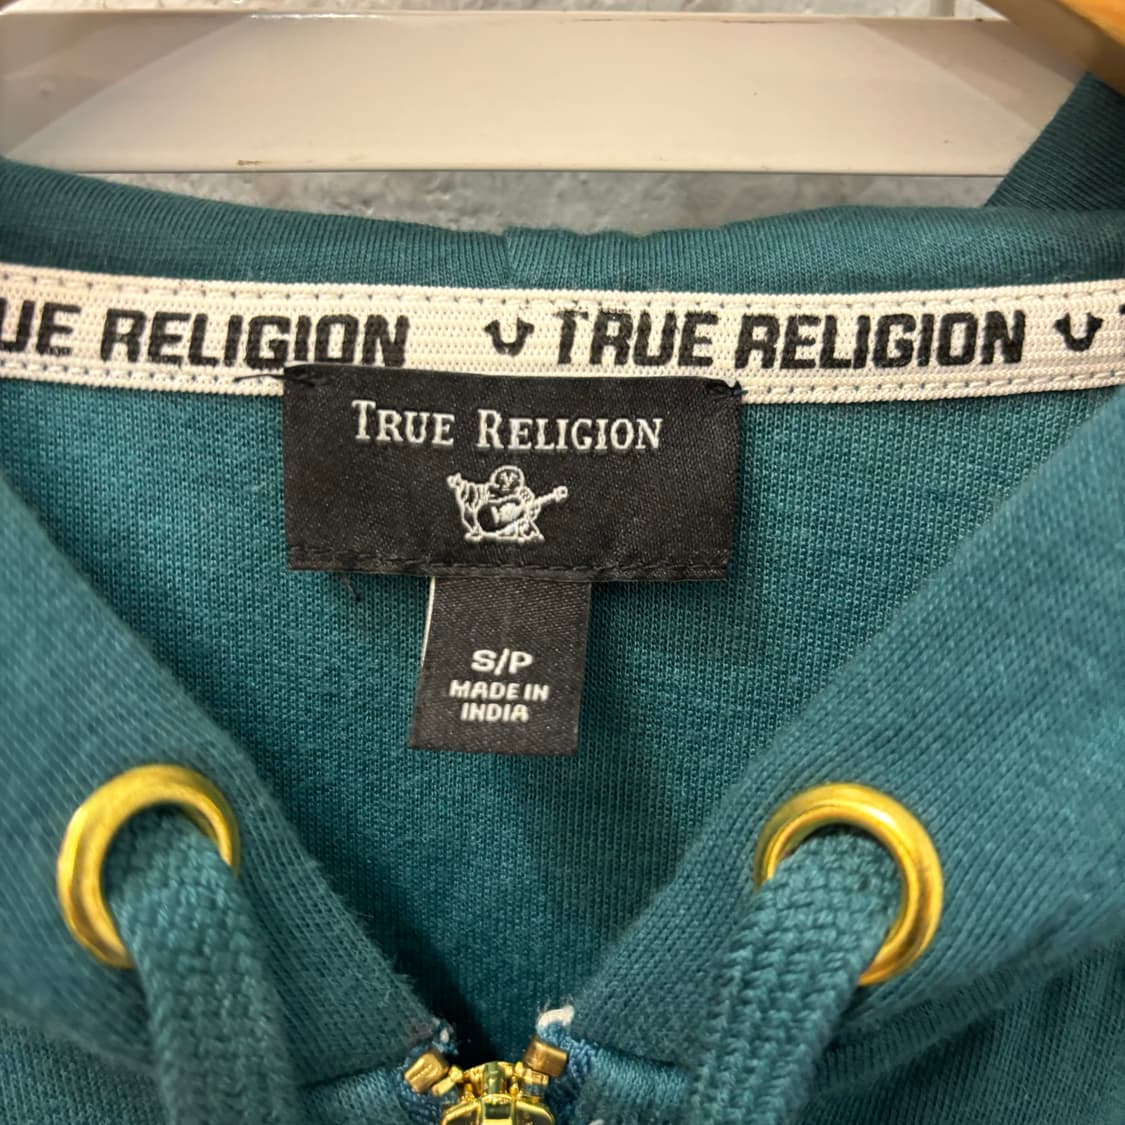 UE RELIGION TRUE RELIGION
TRUE RELIGION
S/P
MADE IN
INDIA